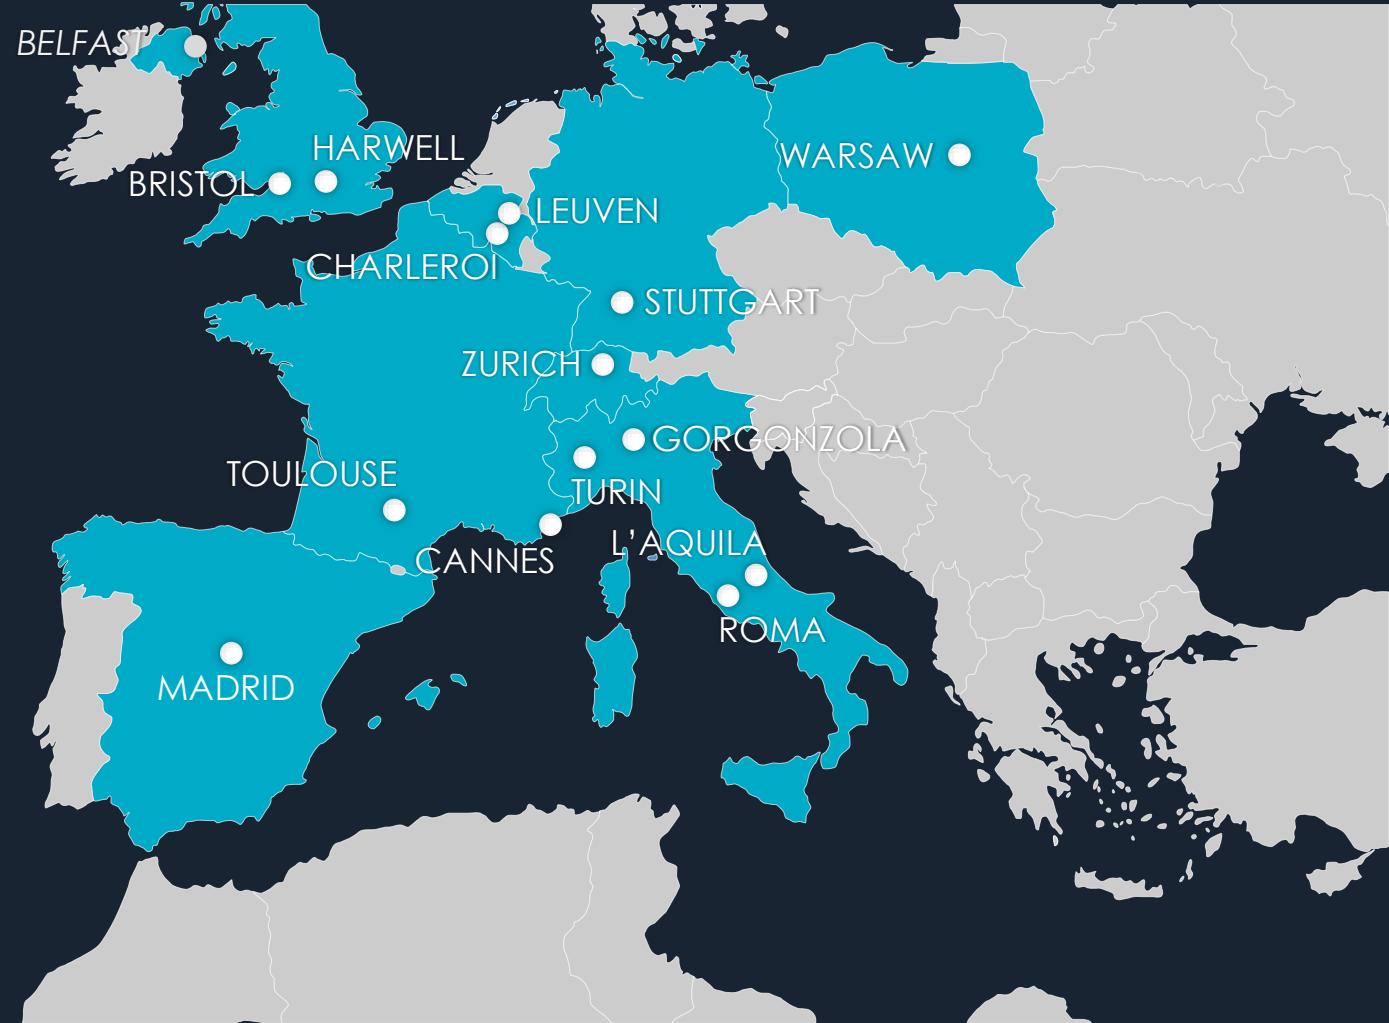 BELFAST
HARWELL
WARSAW
BRISTOL
LEUVEN
CHARLEROI
STUTTGART
ZURICH
GORGONZOLA
TOULOUSE
TURIN
L’AQUILA
CANNES
ROMA
MADRID